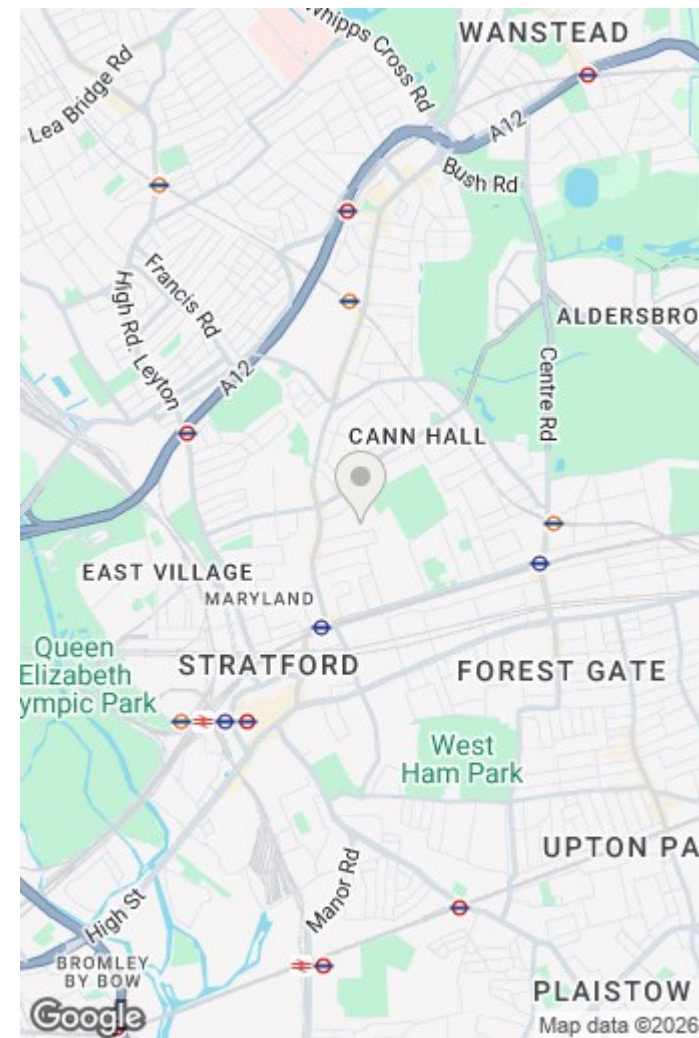 Whipps Cross Rd
WANSTEAD
Lea Bridge Rd
A12
Bush Rd
Francis Rd
High Rd. Leyton
ALDERSBRO
A12
Centre Rd
CANN HALL
EAST VILLAGE
MARYLAND
Queen
Elizabeth
ympic Park
STRATFORD
FOREST GATE
West
Ham Park
UPTON PA
Manor Rd
High St
BROMLEY
BY BOW
PLAISTOW
Google
Map data ©2026